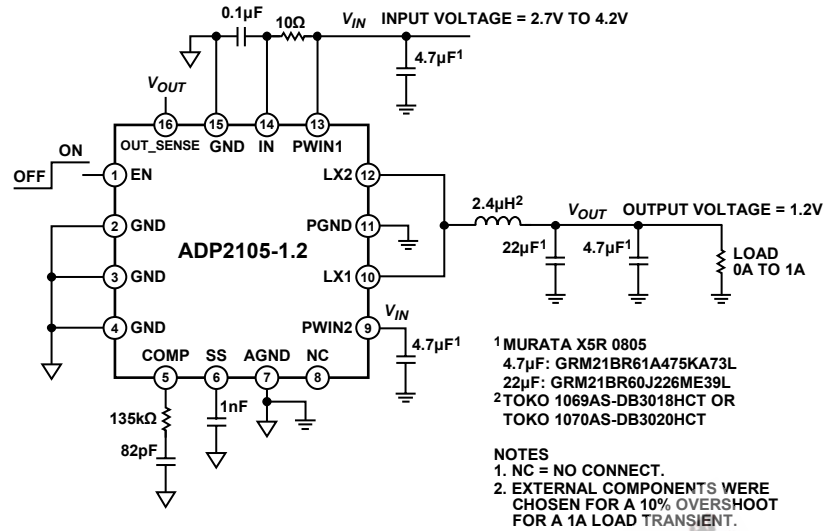 0.1µF
10Ω
VIN INPUT VOLTAGE = 2.7V TO 4.2V
4.7µF1
VOUT
16 15 14 13
OUT_SENSE GND IN PWIN1
ON
OFF
1 EN
LX2 12
2.4µH2
VOUT OUTPUT VOLTAGE = 1.2V
2 GND
PGND 11
22µF1
4.7µF1
LOAD
0A TO 1A
ADP2105-1.2
3 GND
LX1 10
4 GND
PWIN2 9
VIN
4.7µF1
COMP SS AGND NC
5 6 7 8
135kΩ
1nF
82pF
1 MURATA X5R 0805
4.7µF: GRM21BR61A475KA73L
22µF: GRM21BR60J226ME39L
2 TOKO 1069AS-DB3018HCT OR
TOKO 1070AS-DB3020HCT
NOTES
1. NC = NO CONNECT.
2. EXTERNAL COMPONENTS WERE
CHOSEN FOR A 10% OVERSHOOT
FOR A 1A LOAD TRANSIENT.